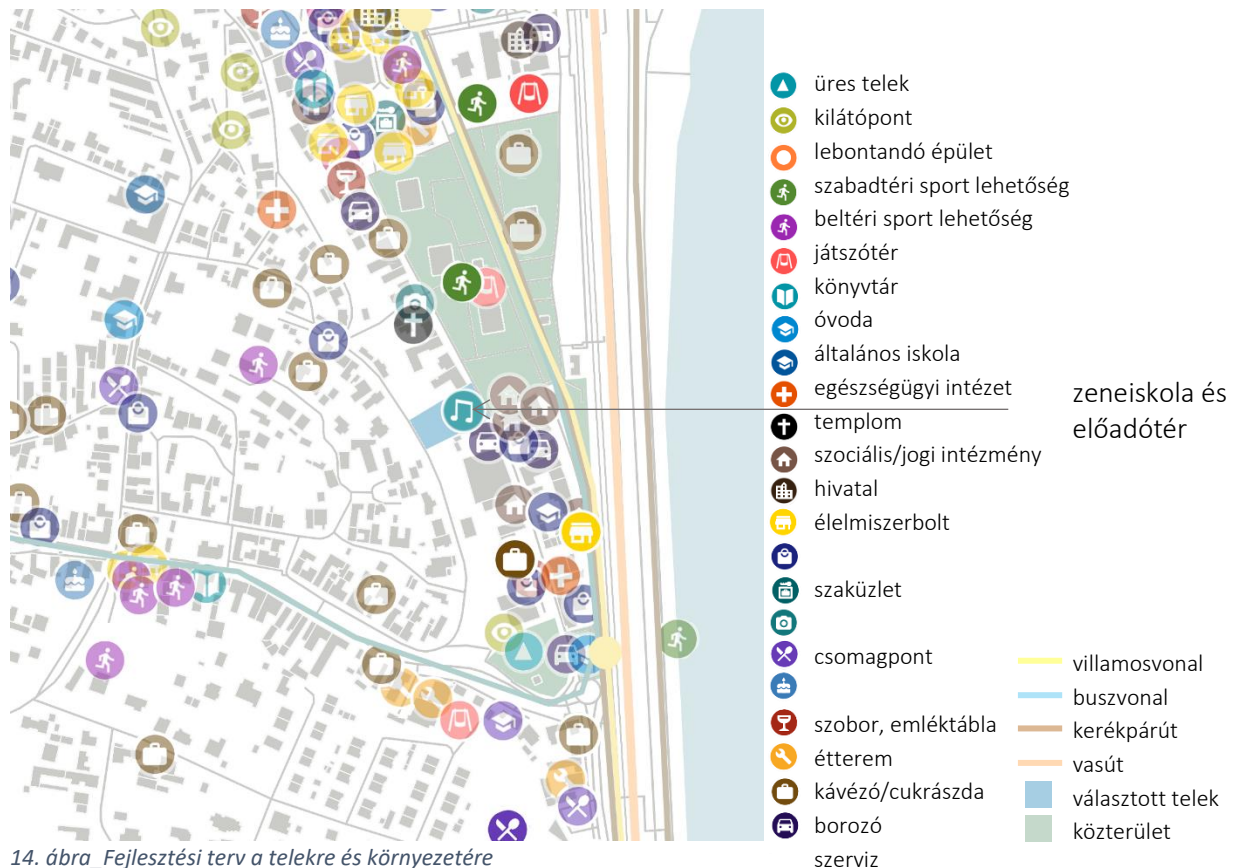 üres telek
kilátópont
lebontandó épület
szabadtéri sport lehetőség
beltéri sport lehetőség
játszótér
könyvtár
óvoda
általános iskola
egészségügyi intézet
templom
szociális/jogi intézmény
hivatal
élelmiszerbolt
szaküzlet
csomagpont
szobor, emléktábla
étterem
kávézó/cukrászda
borozó
szerviz
zeneiskola és
előadótér
villamosvonal
buszvonal
kerékpárút
vasút
választott telek
közterület
14. ábra_Fejlesztési terv a telekre és környezetére